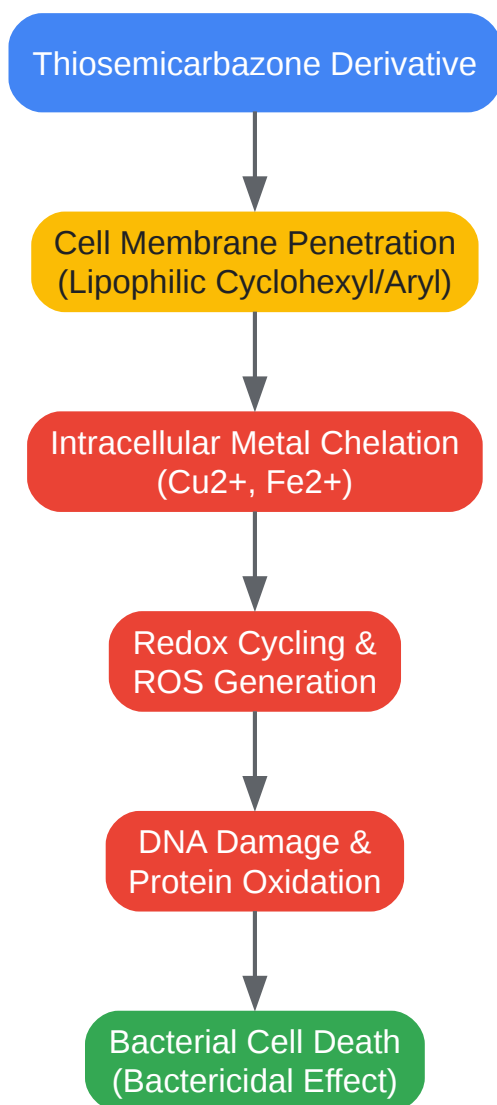 Thiosemicarbazone Derivative
Cell Membrane Penetration
(Lipophilic Cyclohexyl/Aryl)
Intracellular Metal Chelation
(Cu2+, Fe2+)
Redox Cycling &
ROS Generation
DNA Damage &
Protein Oxidation
Bacterial Cell Death
(Bactericidal Effect)